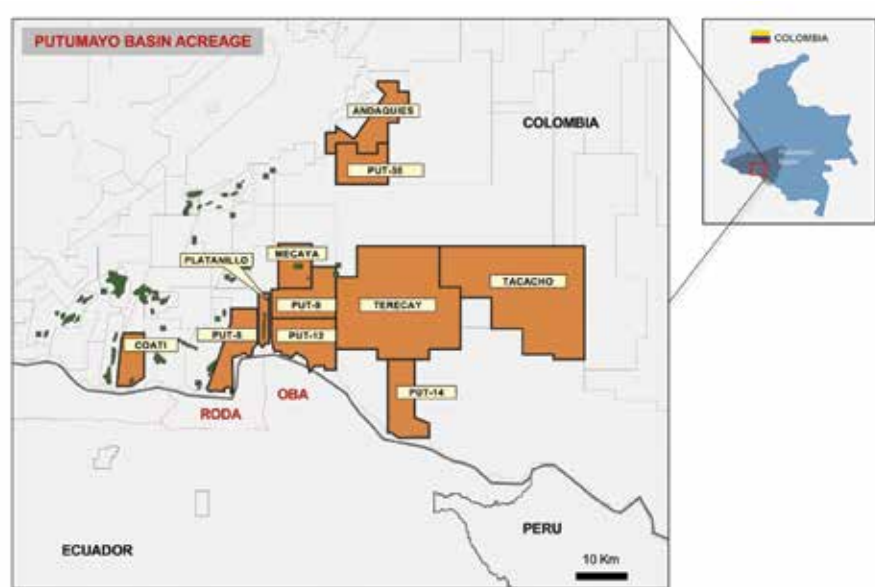 PUTUMAYO BASIN ACREAGE
COLOMBIA
ANDAQUIES
COLOMBIA
PUT-36
MECAYA
PLATANILLO
TACACHO
PUT-9
TERECAY
PUT-8
PUT-12
COATI
PUT-14
OBA
RODA
PERU
ECUADOR
10 Km